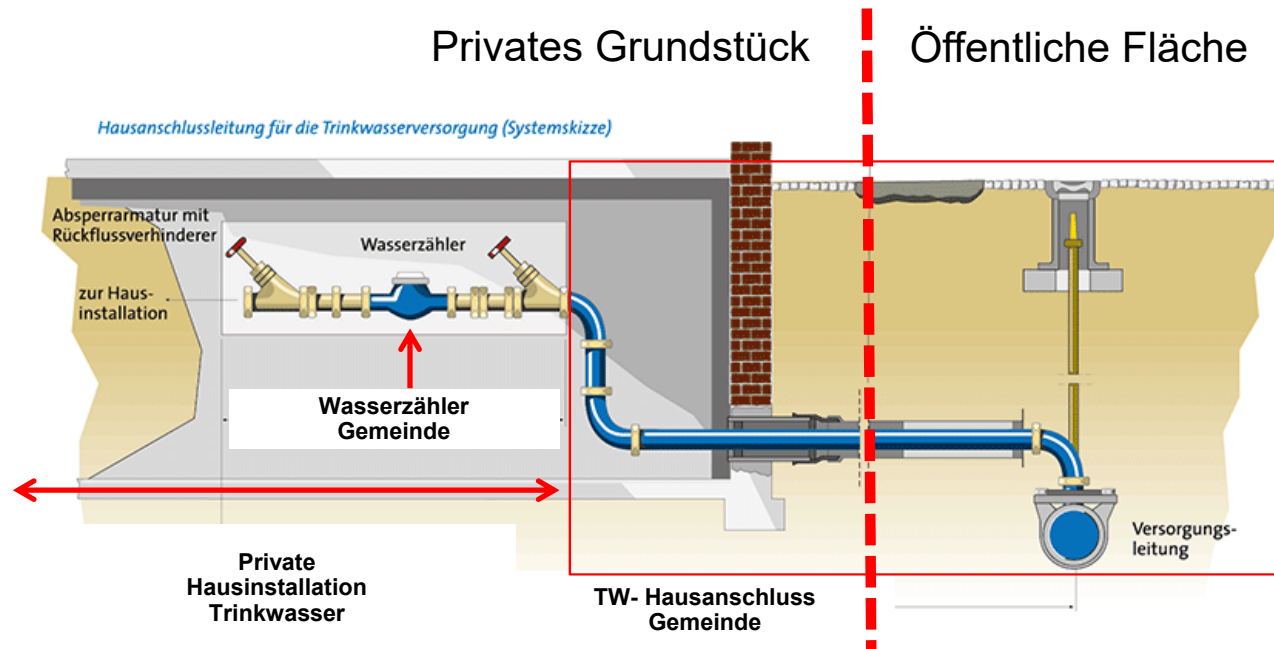 Privates Grundstück
Öffentliche Fläche
Hausanschlussleitung für die Trinkwasserversorgung (Systemskizze)
Absperrarmatur mit
Rückflussverhinderer
Wasserzähler
zur Haus-
installation
Wasserzähler
Gemeinde
Versorgungs-
leitung
Private
Hausinstallation
Trinkwasser
TW- Hausanschluss
Gemeinde